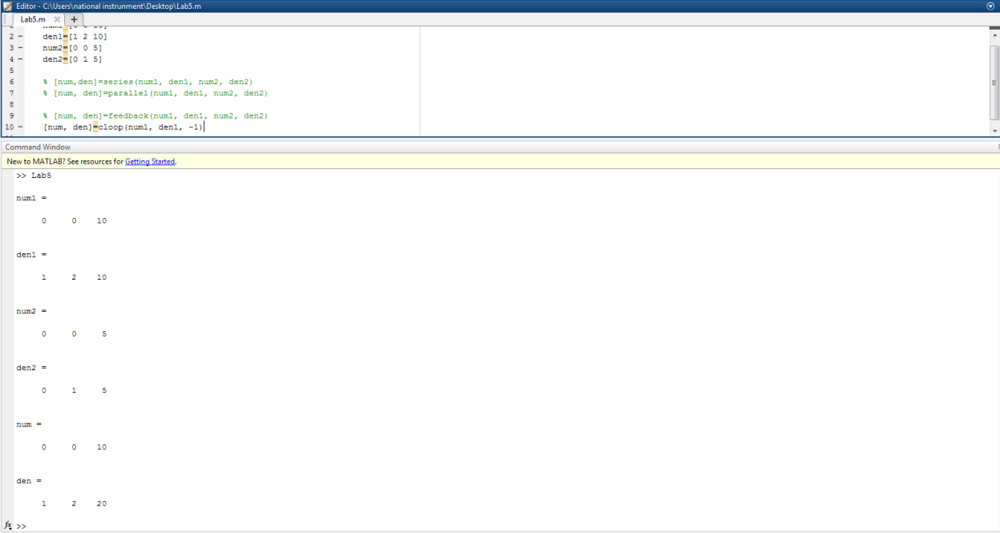 Editor - C:\Users\national instrunment\Desktop\Lab5.m
Lab5.m
2 - den1=[1 2 10]
3 - num2=[0 0 5]
4 - den2=[0 1 5]
5
6 % [num,den]=series(num1, den1, num2, den2)
7 % [num, den]=parallel(num1, den1, num2, den2)
8
9 % [num, den]=feedback(num1, den1, num2, den2)
10 - [num, den]=cloop(num1, den1, -1)
Command Window
New to MATLAB? See resources for Getting Started.
>> Lab5
num1 =
0 0 10
den1 =
1 2 10
num2 =
0 0 5
den2 =
0 1 5
num =
0 0 10
den =
1 2 20
fx >>